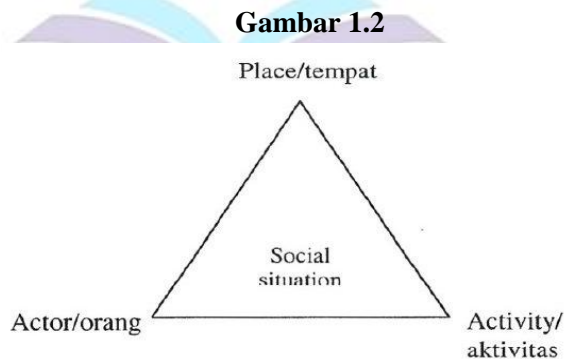 Gambar 1.2
Place/tempat
Social
situation
Actor/orang
Activity/
aktivitas